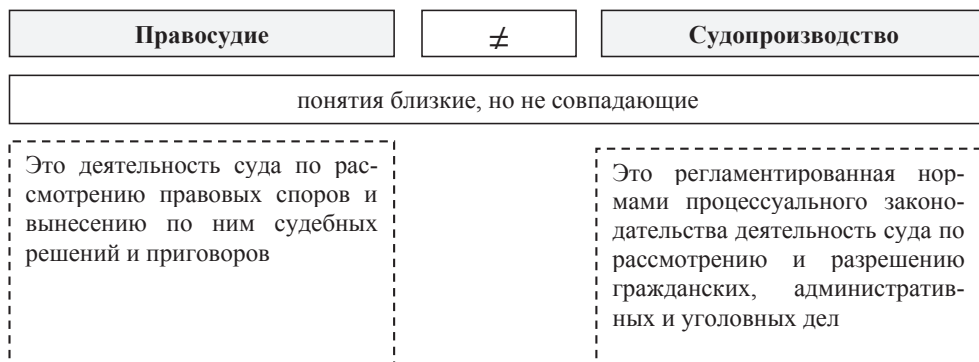 Правосудие ≠ Судопроизводство
понятия близкие, но не совпадающие
Это деятельность суда по рас-
смотрению правовых споров и
вынесению по ним судебных
решений и приговоров
Это регламентированная нор-
мами процессуального законо-
дательства деятельность суда по
рассмотрению и разрешению
гражданских, административ-
ных и уголовных дел